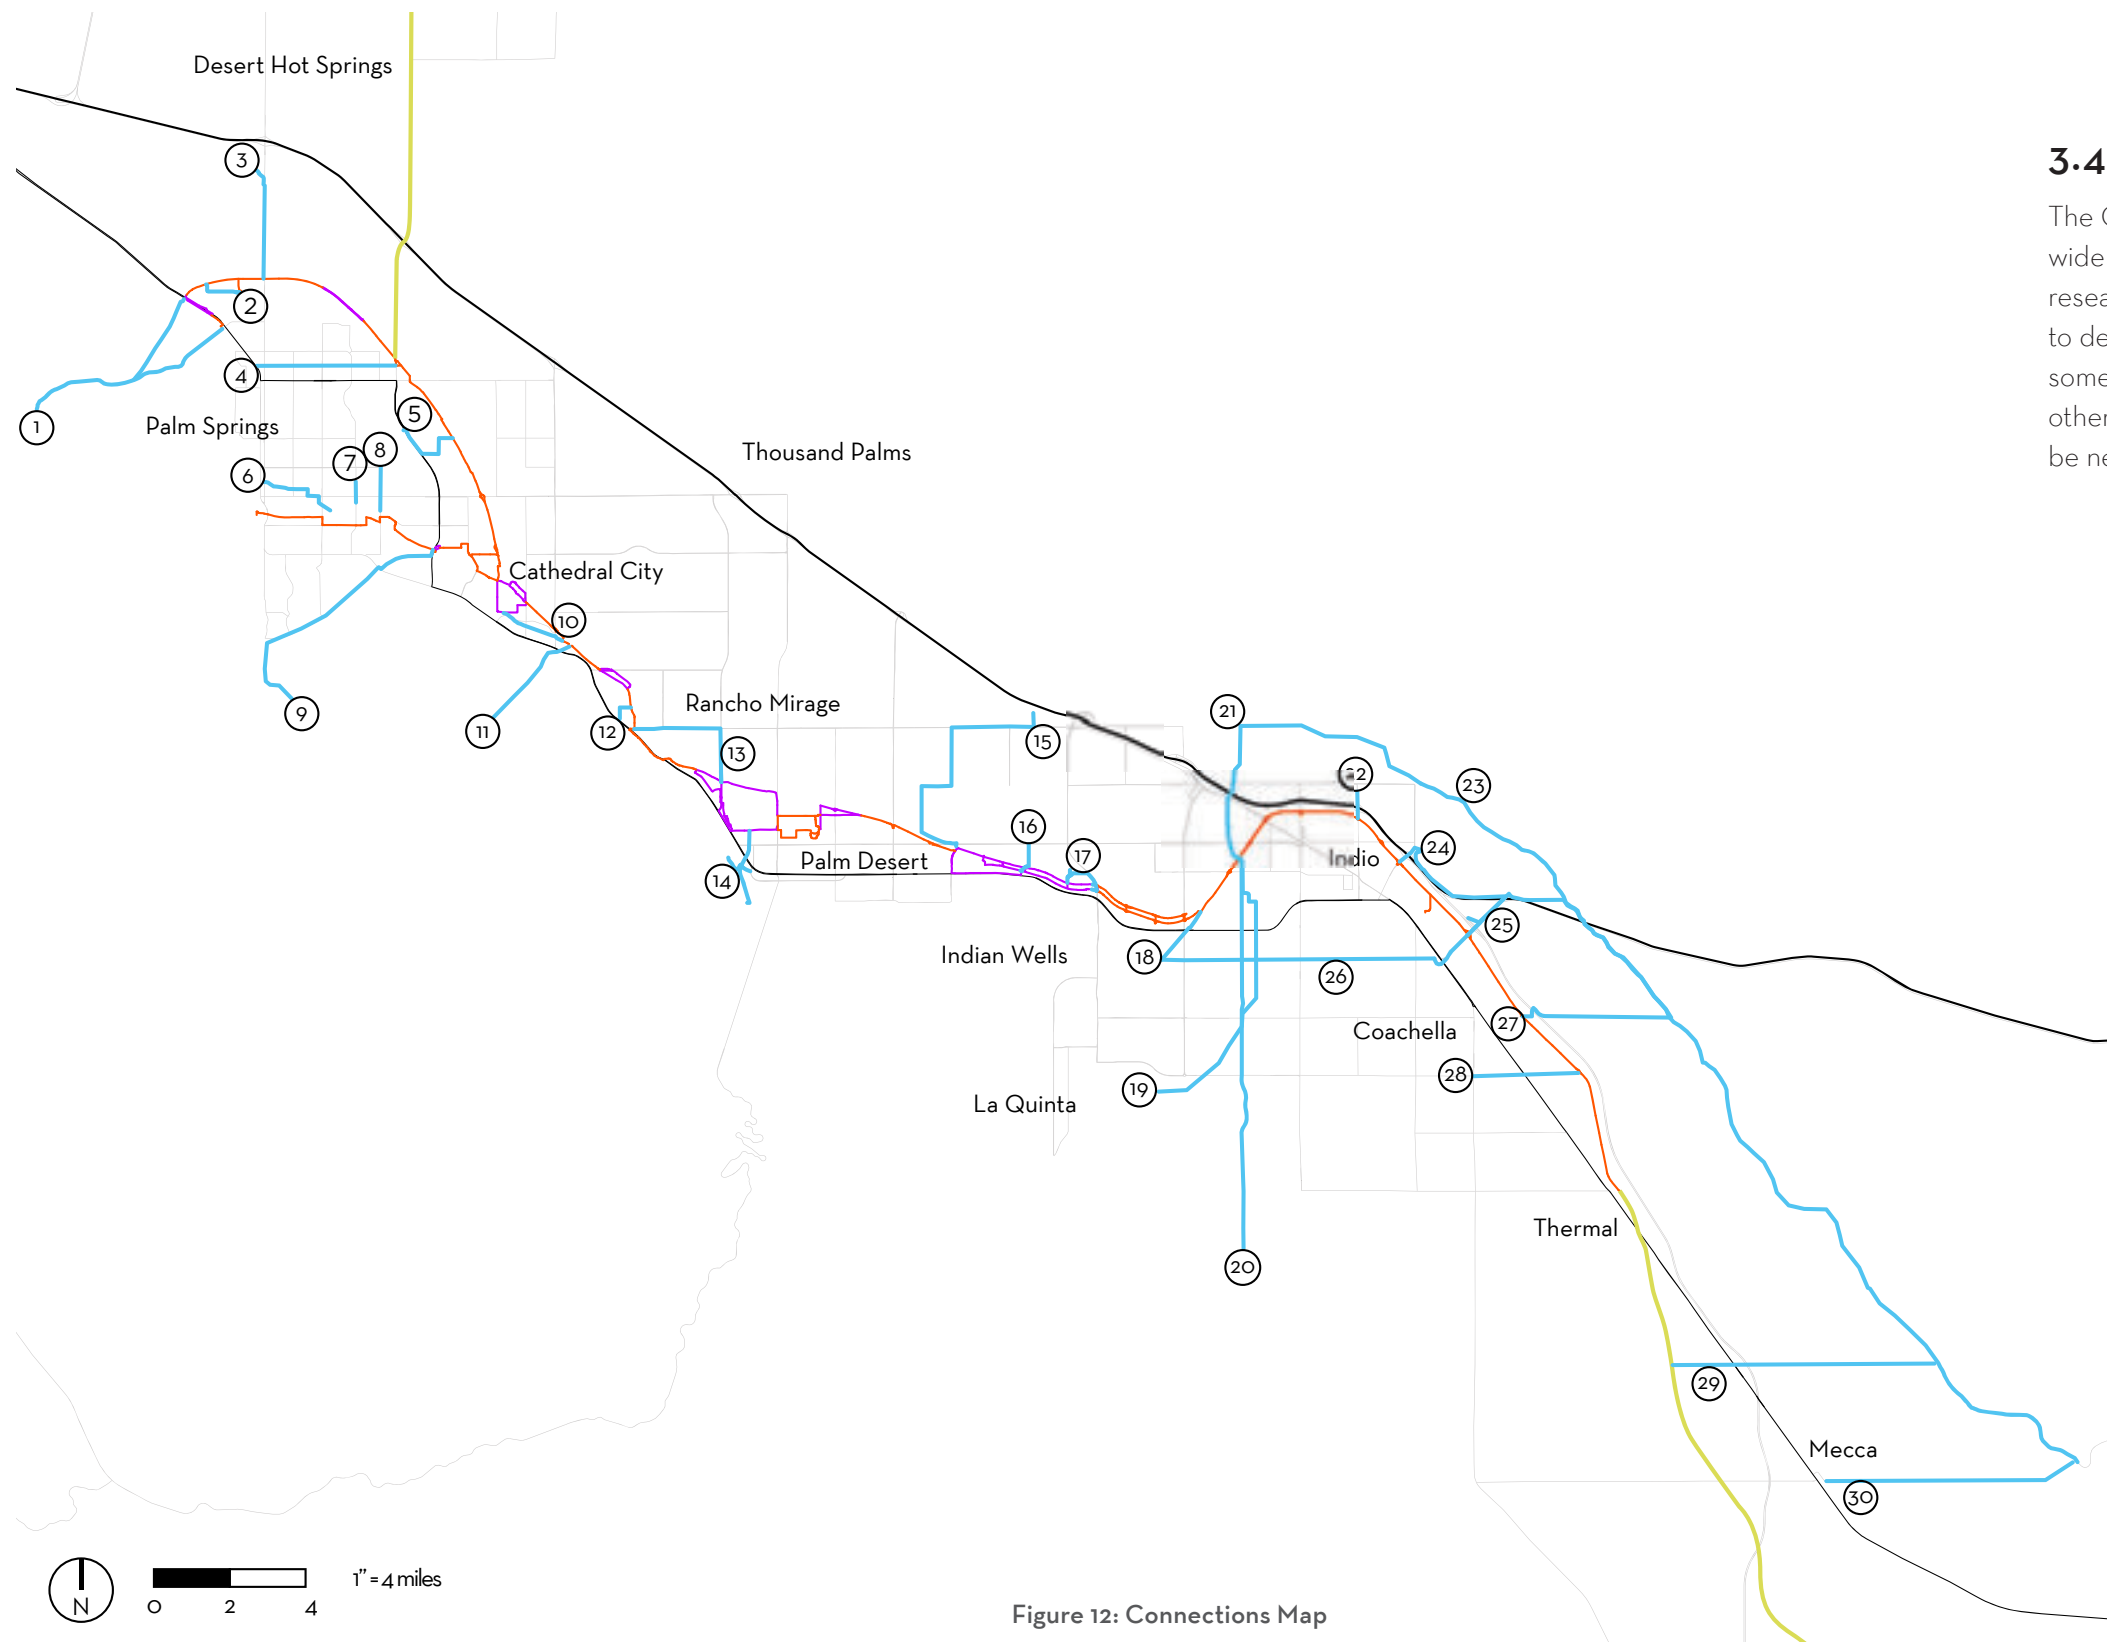 Desert Hot Springs
3
3.4
The
wide
2
resea
to de
4
some
5
other
1
Palm Springs
8
be ne
Thousand Palms
7
6
Cathedral City
10
Rancho Mirage
9
11
12
21
15
13
22
23
16
24
17
Palm Desert
Indio
14
25
Indian Wells
18
26
27
Coachella
28
19
La Quinta
Thermal
20
29
Mecca
30
N
0 2 4
1" = 4 miles
Figure 12: Connections Map